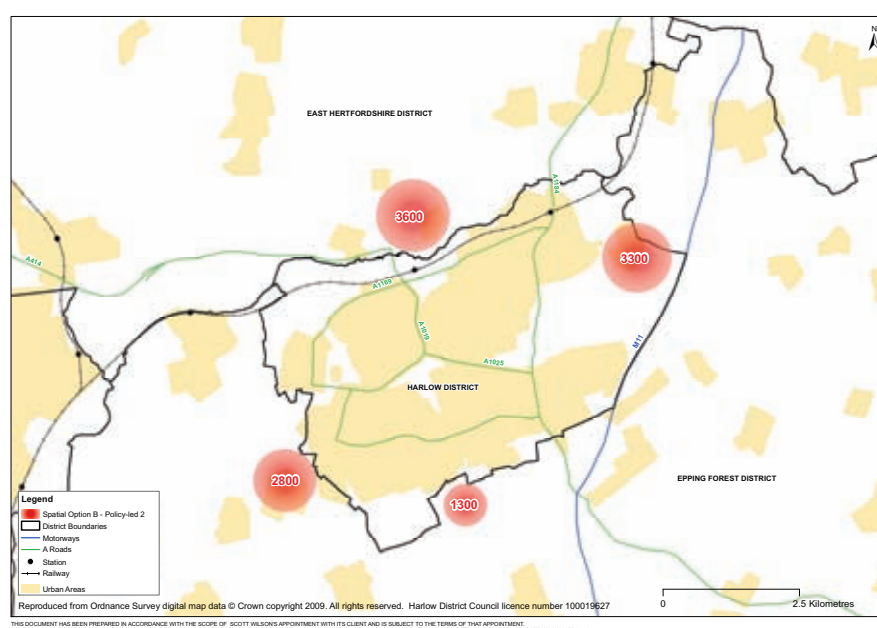 N
EAST HERTFORDSHIRE DISTRICT
A1184
3600
3300
A414
A1169
A1019
M11
A1025
HARLOW DISTRICT
2800
1300
EPPING FOREST DISTRICT
Legend
Spatial Option B - Policy-led 2
District Boundaries
Motorways
A Roads
Station
Railway
Urban Areas
0 2.5 Kilometres
Reproduced from Ordnance Survey digital map data © Crown copyright 2009. All rights reserved. Harlow District Council licence number 100019627
THIS DOCUMENT HAS BEEN PREPARED IN ACCORDANCE WITH THE SCOPE OF SCOTT WILSON'S APPOINTMENT WITH ITS CLIENT AND IS SUBJECT TO THE TERMS OF THAT APPOINTMENT.